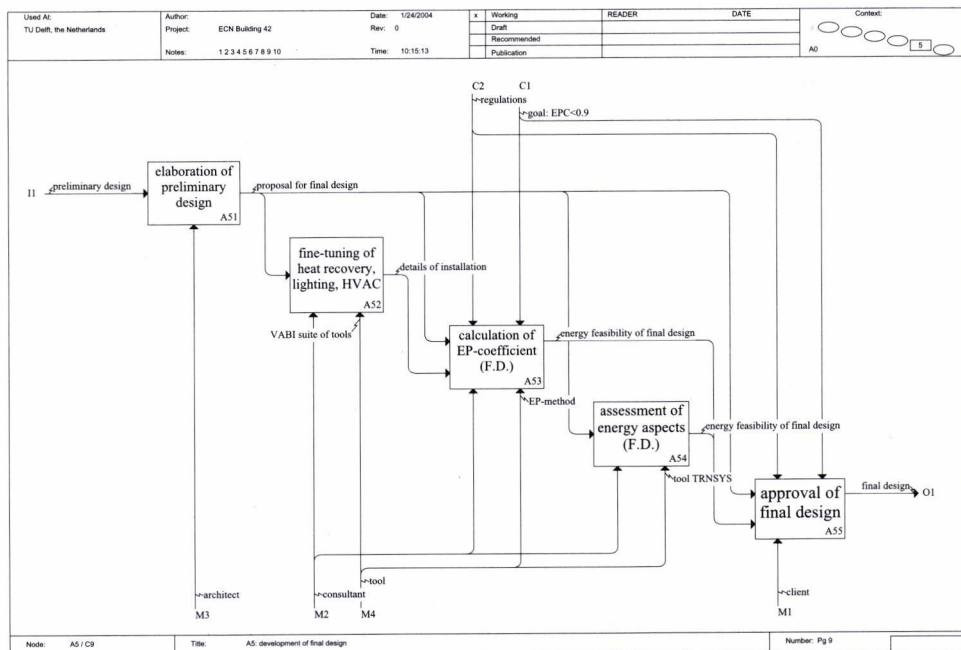 Used At:
TU Delft, the Netherlands
Author:
Project: ECN Building 42
Notes: 1 2 3 4 5 6 7 8 9 10
Date: 1/24/2004
Rev: 0
Time: 10:15:13
x Working
Draft
Recommended
Publication
READER DATE
Context:
A0
5
C2 C1
regulations
goal: EPC<0.9
I1
preliminary design
elaboration of
preliminary
design
A51
proposal for final design
fine-tuning of
heat recovery,
lighting, HVAC
A52
details of installation
VABI suite of tools
calculation of
EP-coefficient
(F.D.)
A53
energy feasibility of final design
EP-method
assessment of
energy aspects
(F.D.)
A54
energy feasibility of final design
tool TRNSYS
approval of
final design
A55
final design
O1
architect
M3
consultant
M2
tool
M4
client
M1
Node: A5 / C9
Title: A5: development of final design
Number: Pg 9